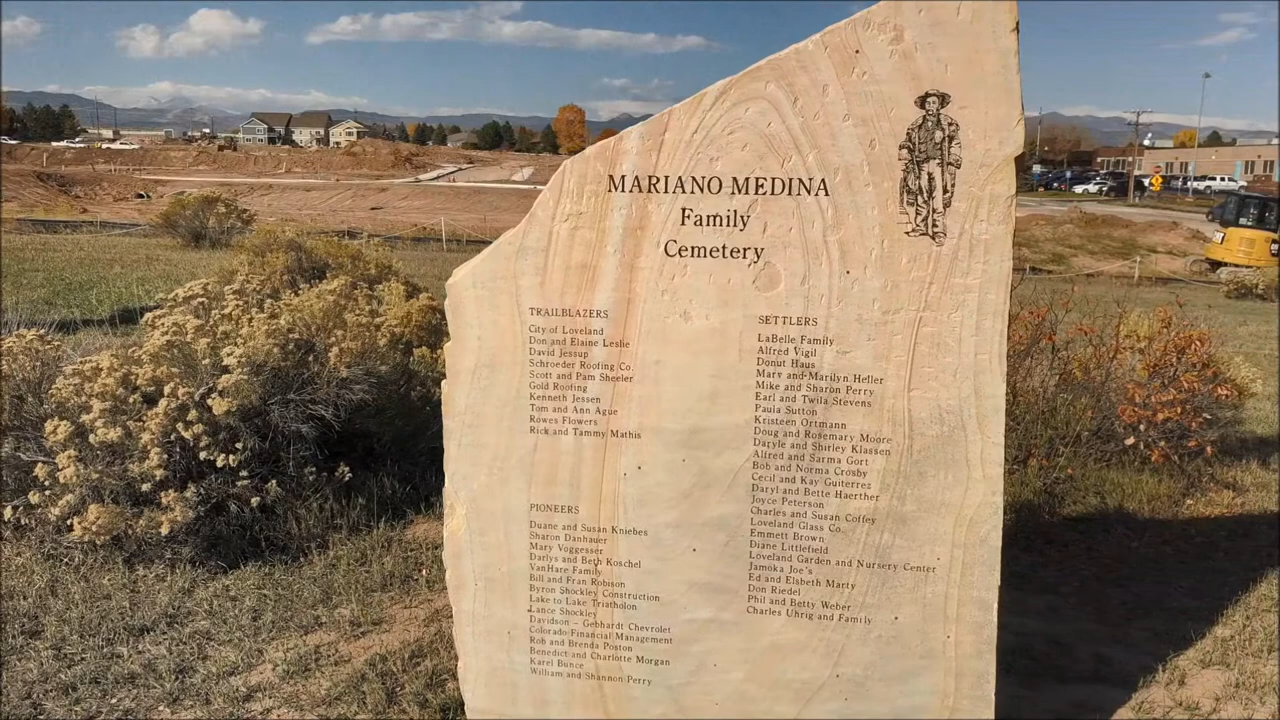 MARIANO MEDINA
Family
Cemetery
TRAILBLAZERS
City of Loveland
Don and Elaine Leslie
David Jessup
Schroeder Roofing Co.
Scott and Pam Sheeler
Gold Roofing
Kenneth Jessen
Tom and Ann Ague
Rowes Flowers
Rick and Tammy Mathis
PIONEERS
Duane and Susan Kniebes
Sharon Danhauer
Mary Voggesser
Darlys and Beth Koschel
VanHare Family
Bill and Fran Robison
Byron Shockley Construction
Lake to Lake Triatholon
Lance Shockley
Davidson – Gebhardt Chevrolet
Colorado Financial Management
Rob and Brenda Poston
Benedict and Charlotte Morgan
Karel Bunce
William and Shannon Perry
SETTLERS
LaBelle Family
Alfred Vigil
Donut Haus
Marv and Marilyn Heller
Mike and Sharon Perry
Earl and Twila Stevens
Paula Sutton
Kristeen Ortmann
Doug and Rosemary Moore
Daryle and Shirley Klassen
Alfred and Sarma Gort
Bob and Norma Crosby
Cecil and Kay Guiterrez
Daryl and Bette Haerther
Joyce Peterson
Charles and Susan Coffey
Loveland Glass Co.
Emmett Brown
Diane Littlefield
Loveland Garden and Nursery Center
Jamoka Joe's
Ed and Elsbeth Marty
Don Riedel
Phil and Betty Weber
Charles Uhrig and Family